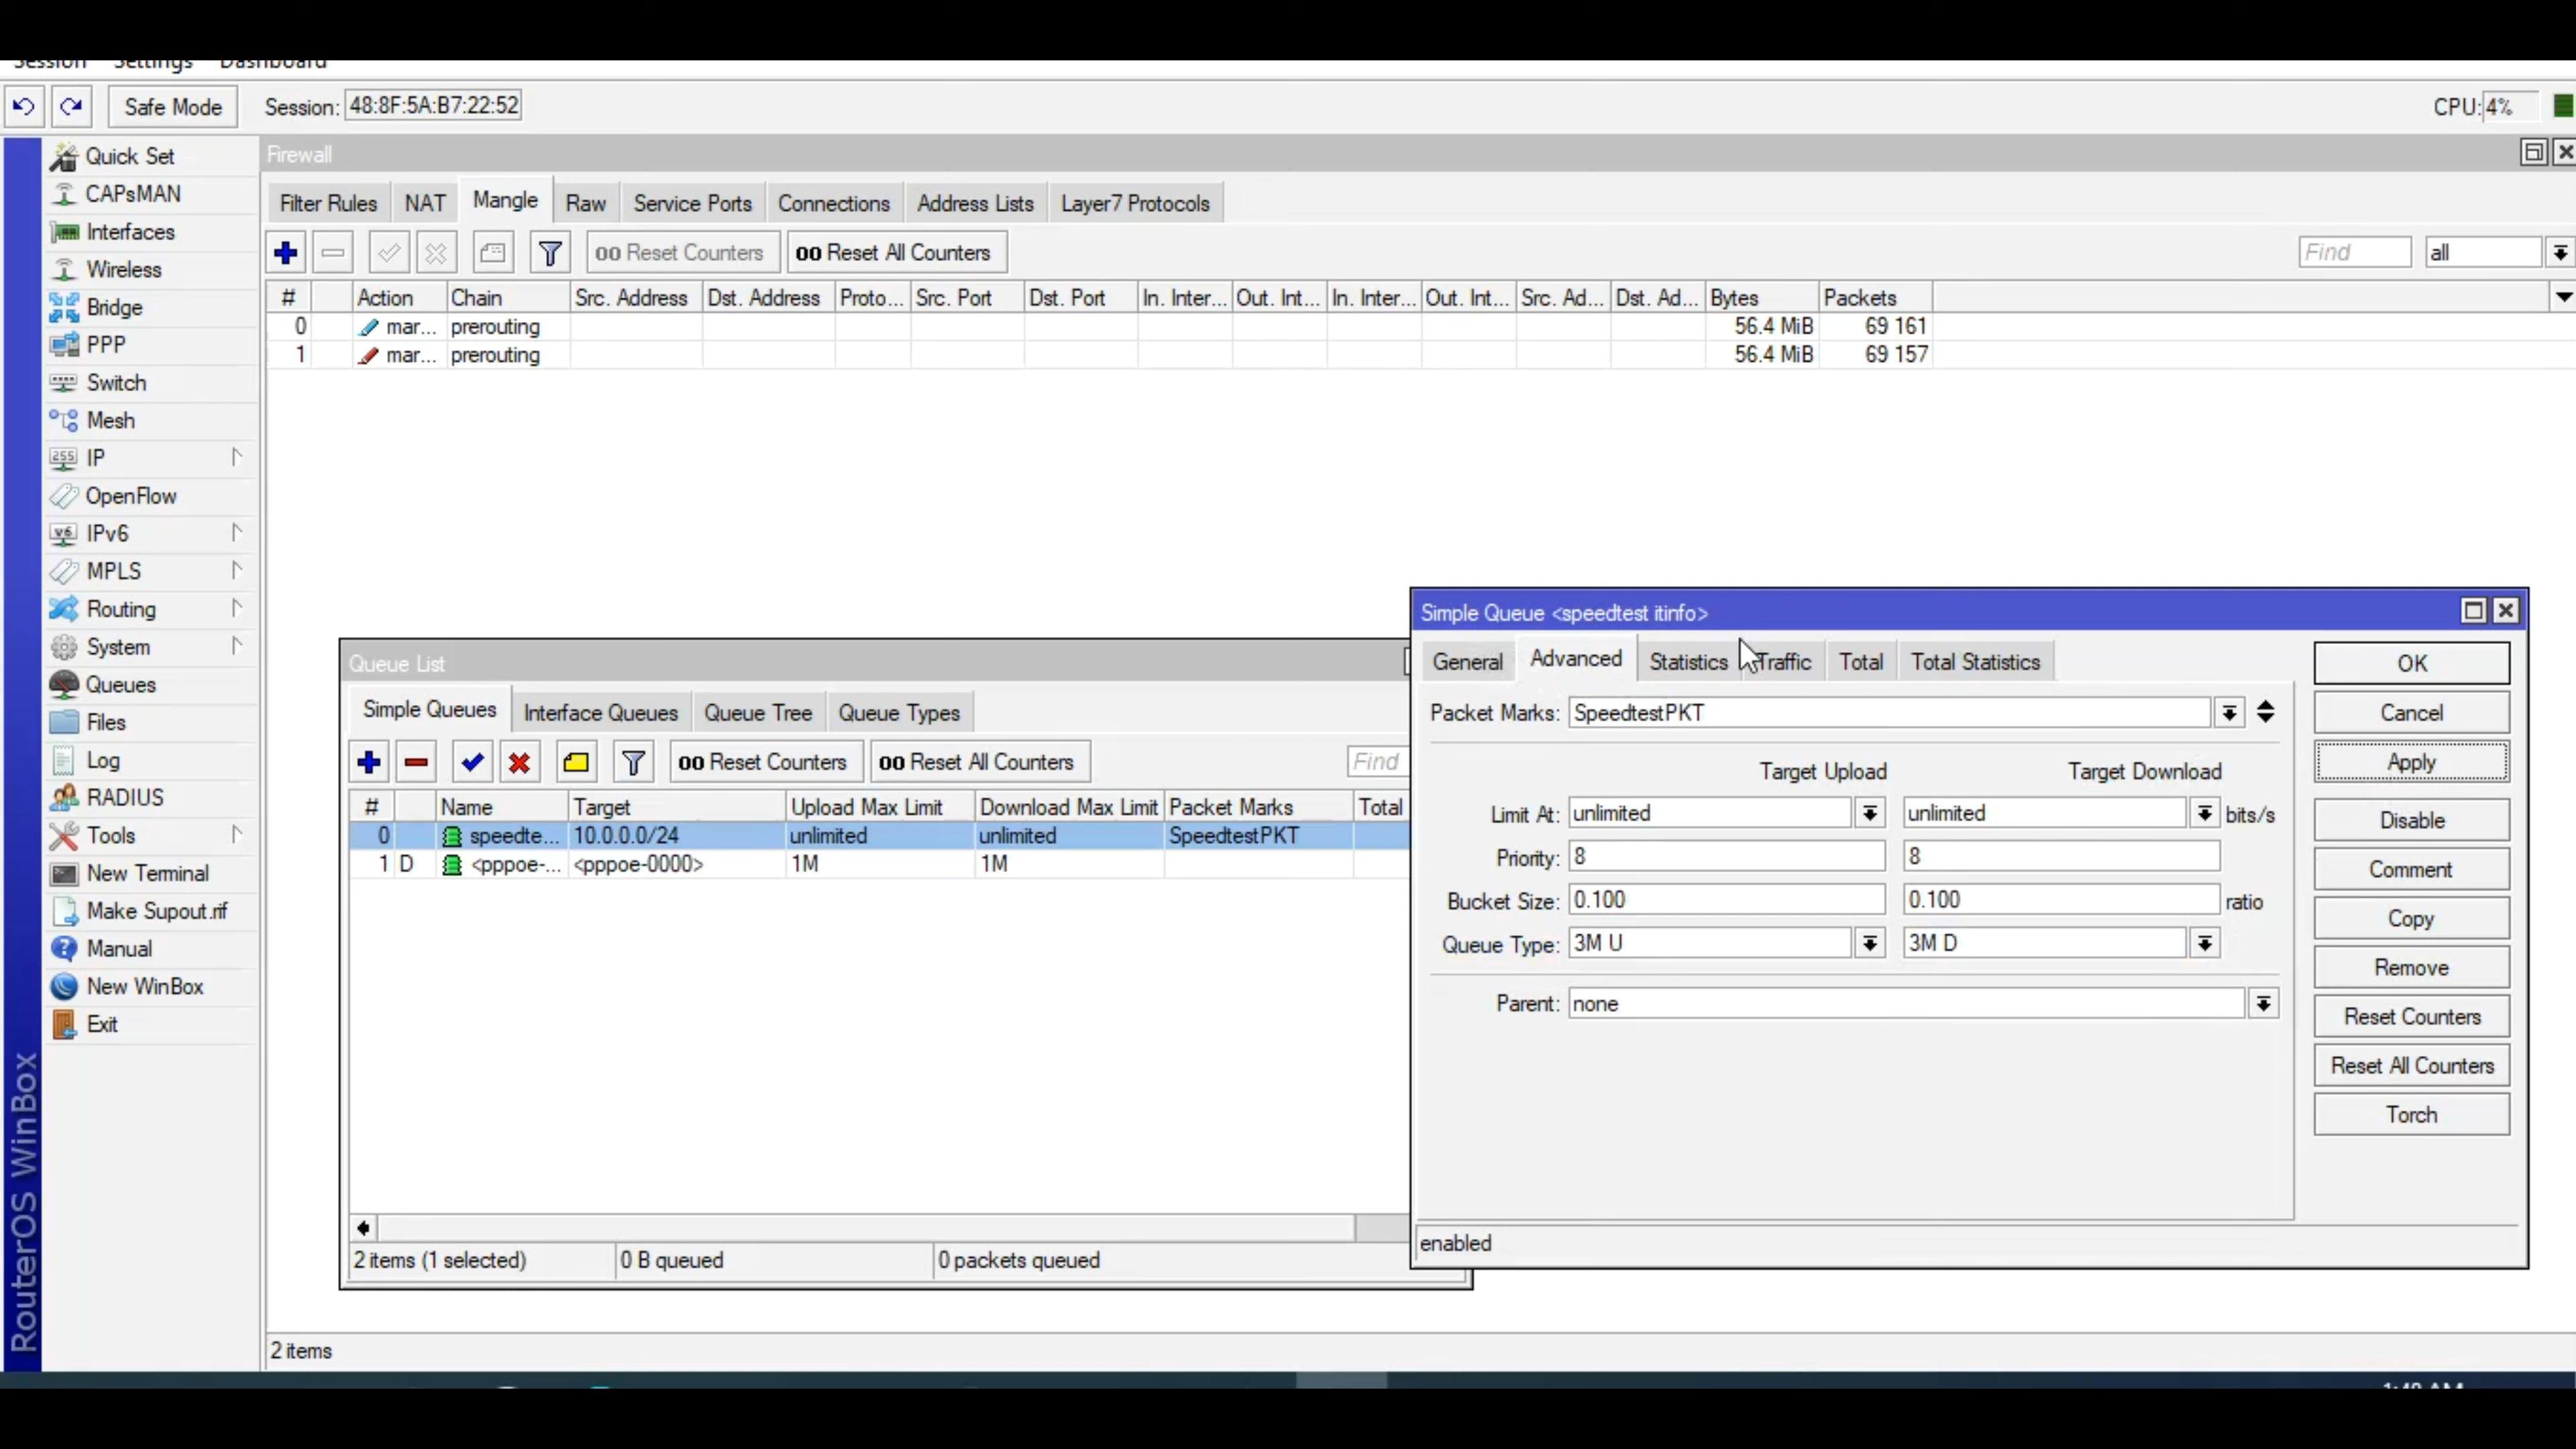 Session Settings Dashboard
Safe Mode Session: 48:8F:5A:B7:22:52 CPU: 4%
Quick Set
CAPsMAN
Interfaces
Wireless
Bridge
PPP
Switch
Mesh
IP
OpenFlow
IPv6
MPLS
Routing
System
Queues
Files
Log
RADIUS
Tools
New Terminal
Make Supout.rif
Manual
New WinBox
Exit
RouterOS WinBox
Firewall
Filter Rules NAT Mangle Raw Service Ports Connections Address Lists Layer7 Protocols
00 Reset Counters 00 Reset All Counters Find all
# Action Chain Src. Address Dst. Address Proto... Src. Port Dst. Port In. Inter... Out. Int... In. Inter... Out. Int... Src. Ad... Dst. Ad... Bytes Packets
0 mar... prerouting 56.4 MiB 69 161
1 mar... prerouting 56.4 MiB 69 157
Queue List
Simple Queues Interface Queues Queue Tree Queue Types
00 Reset Counters 00 Reset All Counters Find
# Name Target Upload Max Limit Download Max Limit Packet Marks Total
0 speedte... 10.0.0.0/24 unlimited unlimited SpeedtestPKT
1 D <pppoe-... <pppoe-0000> 1M 1M
2 items (1 selected) 0 B queued 0 packets queued
Simple Queue <speedtest itinfo>
General Advanced Statistics Traffic Total Total Statistics
Packet Marks: SpeedtestPKT
Target Upload Target Download
Limit At: unlimited unlimited bits/s
Priority: 8 8
Bucket Size: 0.100 0.100 ratio
Queue Type: 3M U 3M D
Parent: none
enabled
OK
Cancel
Apply
Disable
Comment
Copy
Remove
Reset Counters
Reset All Counters
Torch
2 items